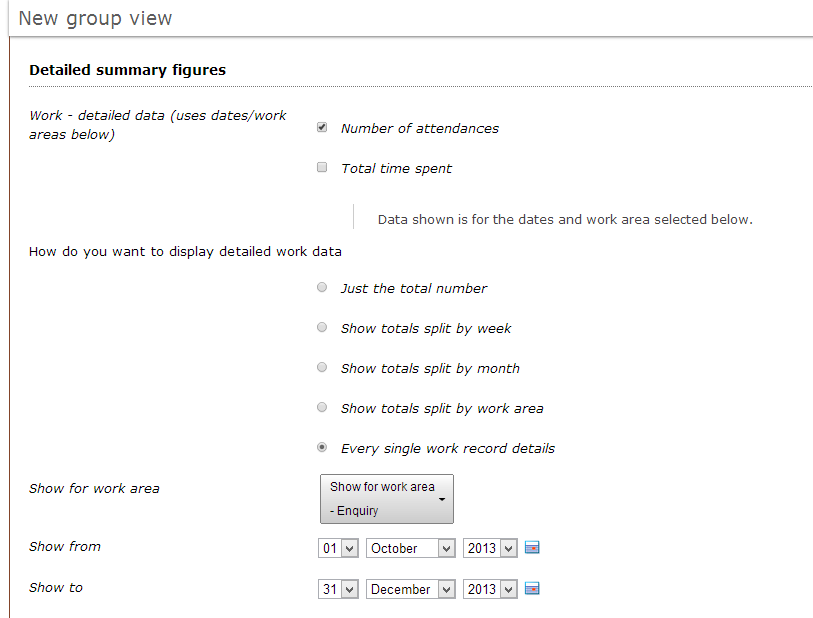 New group view
Detailed summary figures
Work - detailed data (uses dates/work
areas below)
Number of attendances
Total time spent
Data shown is for the dates and work area selected below.
How do you want to display detailed work data
Just the total number
Show totals split by week
Show totals split by month
Show totals split by work area
Every single work record details
Show for work area
Show for work area
- Enquiry
Show from
01 October 2013
Show to
31 December 2013